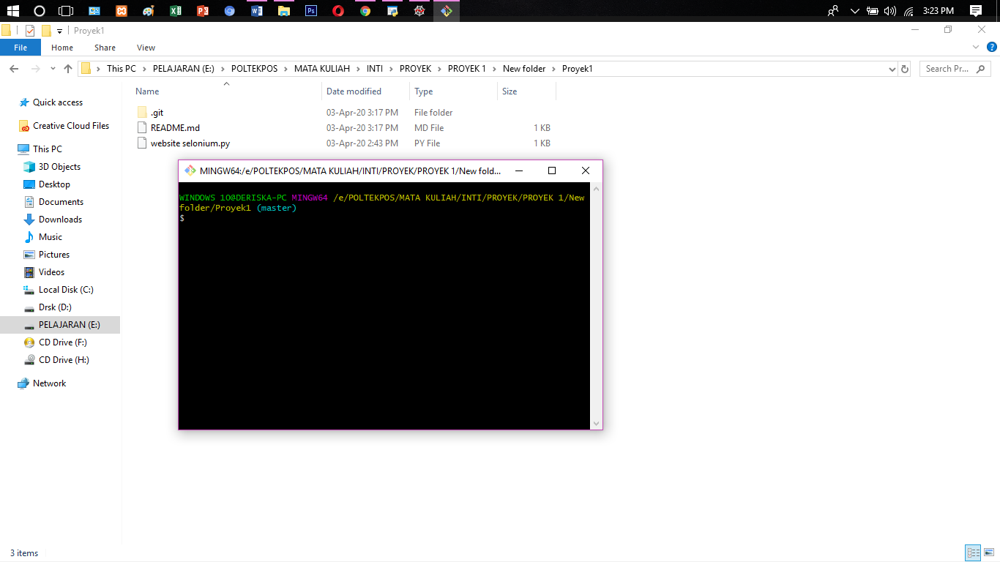 3:23 PM
Proyek1
File Home Share View
This PC PELAJARAN (E:) POLTEKPOS MATA KULIAH INTI PROYEK PROYEK 1 New folder Proyek1
Search Pr...
Name Date modified Type Size
.git 03-Apr-20 3:17 PM File folder
README.md 03-Apr-20 3:17 PM MD File 1 KB
website selonium.py 03-Apr-20 2:43 PM PY File 1 KB
Quick access
Creative Cloud Files
This PC
3D Objects
Desktop
Documents
Downloads
Music
Pictures
Videos
Local Disk (C:)
Drsk (D:)
PELAJARAN (E:)
CD Drive (F:)
CD Drive (H:)
Network
MINGW64:/e/POLTEKPOS/MATA KULIAH/INTI/PROYEK/PROYEK 1/New fold...
WINDOWS 10@DERISKA-PC MINGW64 /e/POLTEKPOS/MATA KULIAH/INTI/PROYEK/PROYEK 1/New
folder/Proyek1 (master)
$
3 items